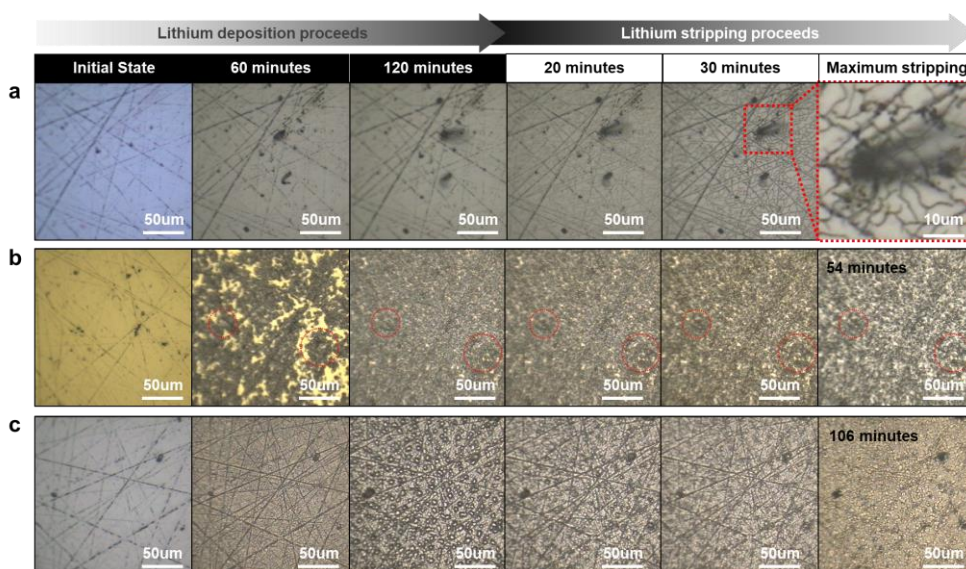 Lithium deposition proceeds Lithium stripping proceeds
Initial State 60 minutes 120 minutes 20 minutes 30 minutes Maximum stripping
a
50um 50um 50um 50um 50um 10um
b
54 minutes
50um 50um 50um 50um 50um 50um
c
106 minutes
50um 50um 50um 50um 50um 50um